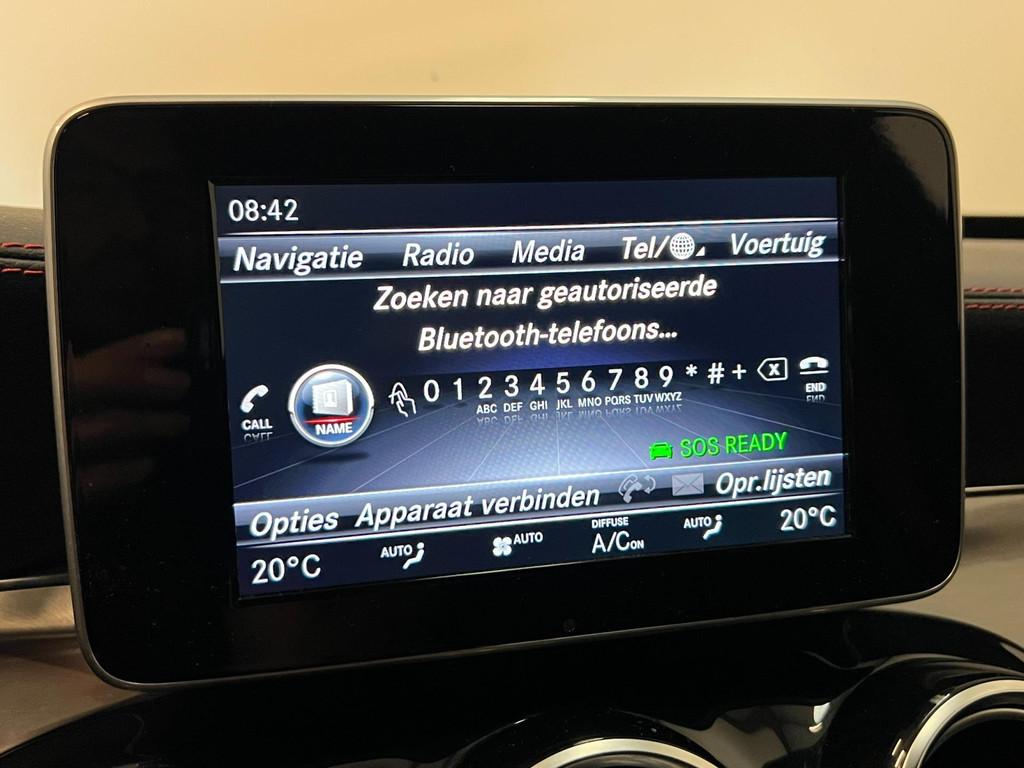 08:42
Navigatie Radio Media Tel/ Voertuig
Zoeken naar geautoriseerde
Bluetooth-telefoons...
CALL NAME 0 1 2 3 4 5 6 7 8 9 * # + X END
ABC DEF GHI JKL MNO PQRS TUV WXYZ
SOS READY
Opties Apparaat verbinden Opr.lijsten
20°C AUTO AUTO DIFFUSE A/C ON AUTO 20°C